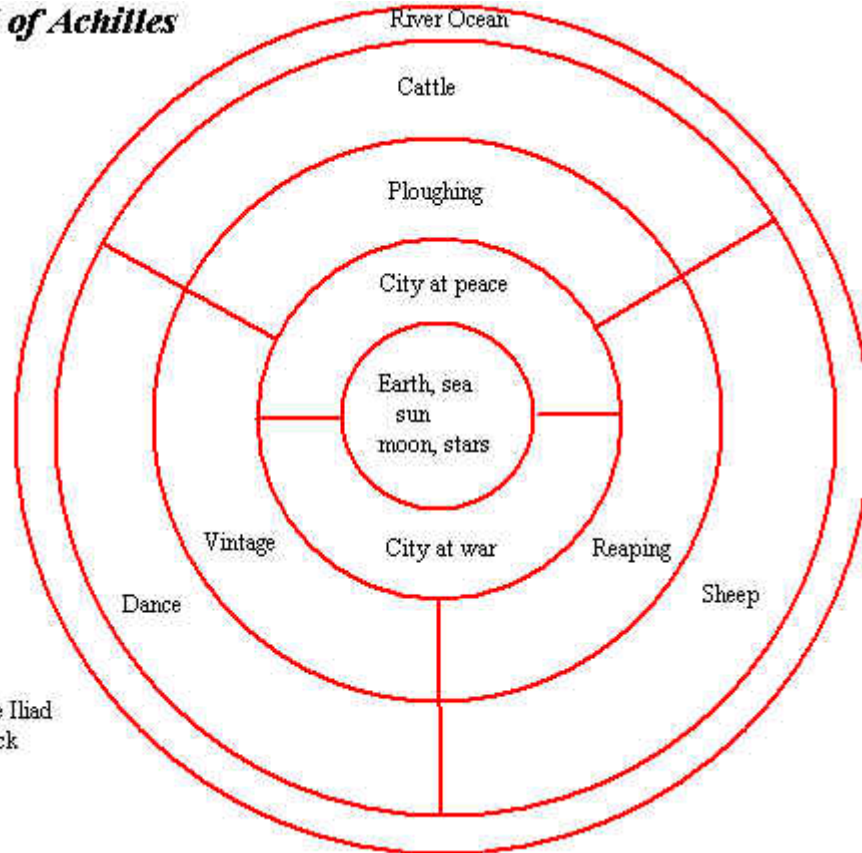 of Achilles
River Ocean
Cattle
Ploughing
City at peace
Earth, sea
sun
moon, stars
Vintage
City at war
Reaping
Dance
Sheep
Iliad